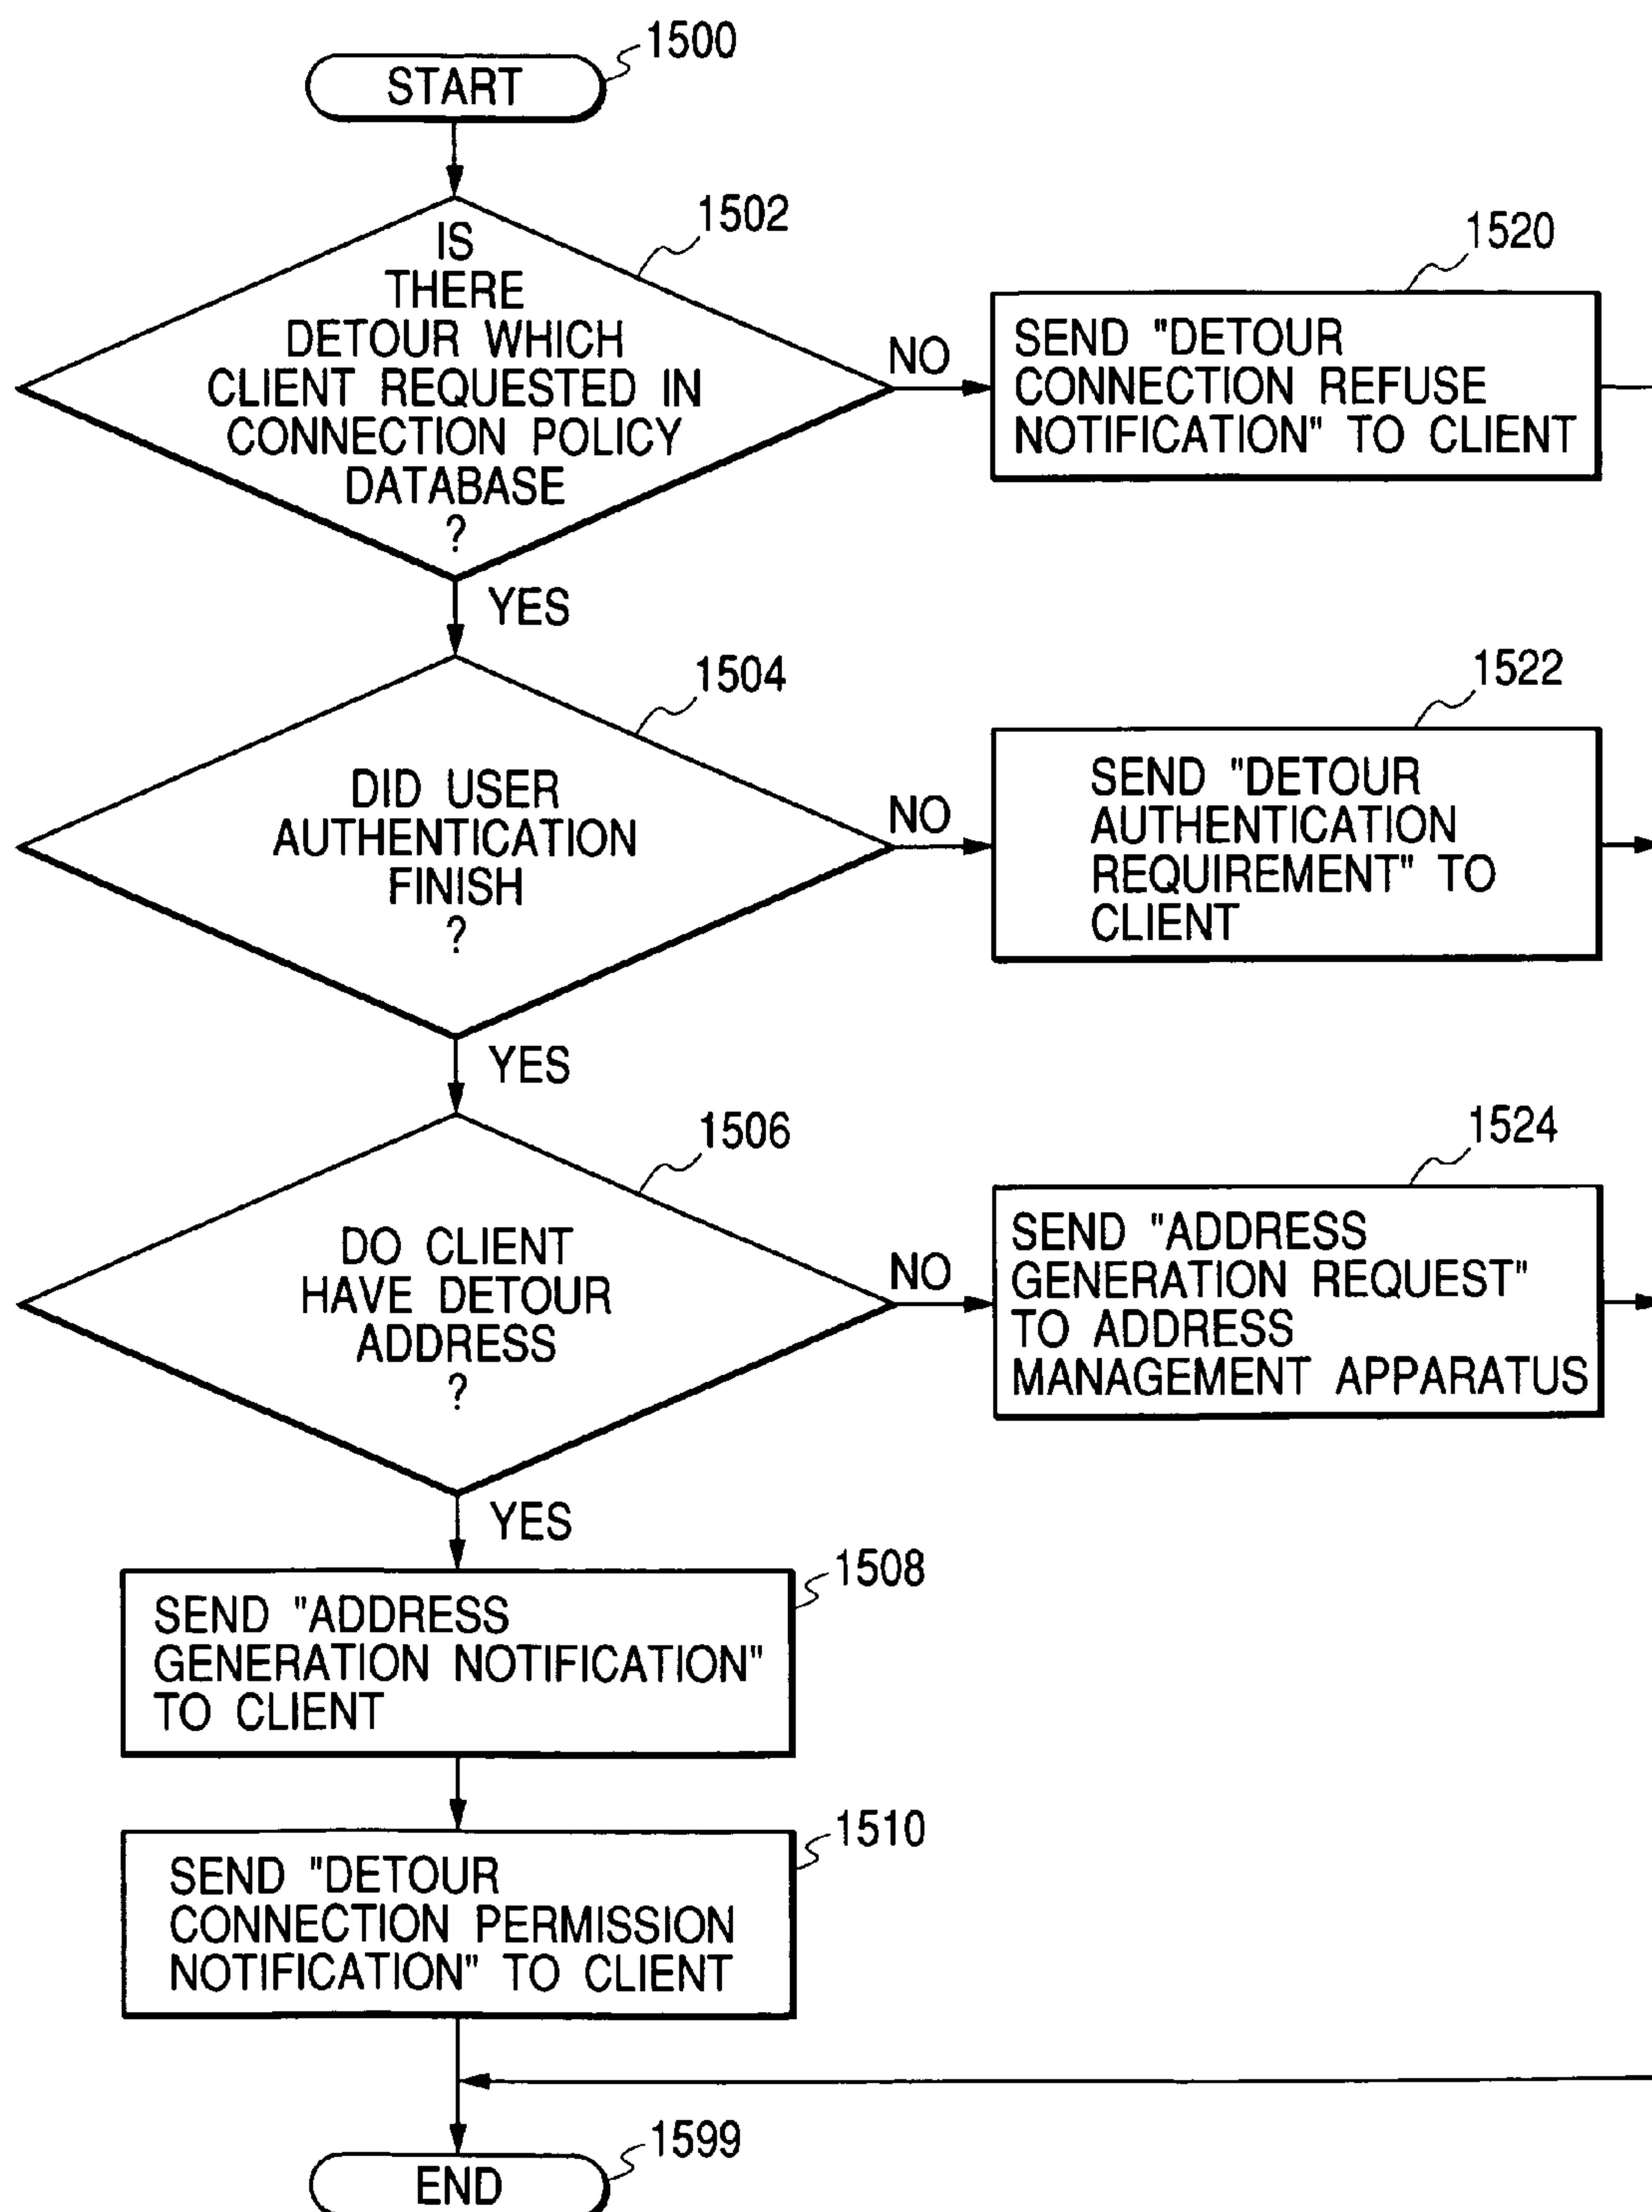 1500
START
1502
IS
THERE
DETOUR WHICH
CLIENT REQUESTED IN
CONNECTION POLICY
DATABASE
?
NO
1520
SEND "DETOUR
CONNECTION REFUSE
NOTIFICATION" TO CLIENT
YES
1504
DID USER
AUTHENTICATION
FINISH
?
NO
1522
SEND "DETOUR
AUTHENTICATION
REQUIREMENT" TO
CLIENT
YES
1506
DO CLIENT
HAVE DETOUR
ADDRESS
?
NO
1524
SEND "ADDRESS
GENERATION REQUEST"
TO ADDRESS
MANAGEMENT APPARATUS
YES
1508
SEND "ADDRESS
GENERATION NOTIFICATION"
TO CLIENT
1510
SEND "DETOUR
CONNECTION PERMISSION
NOTIFICATION" TO CLIENT
1599
END